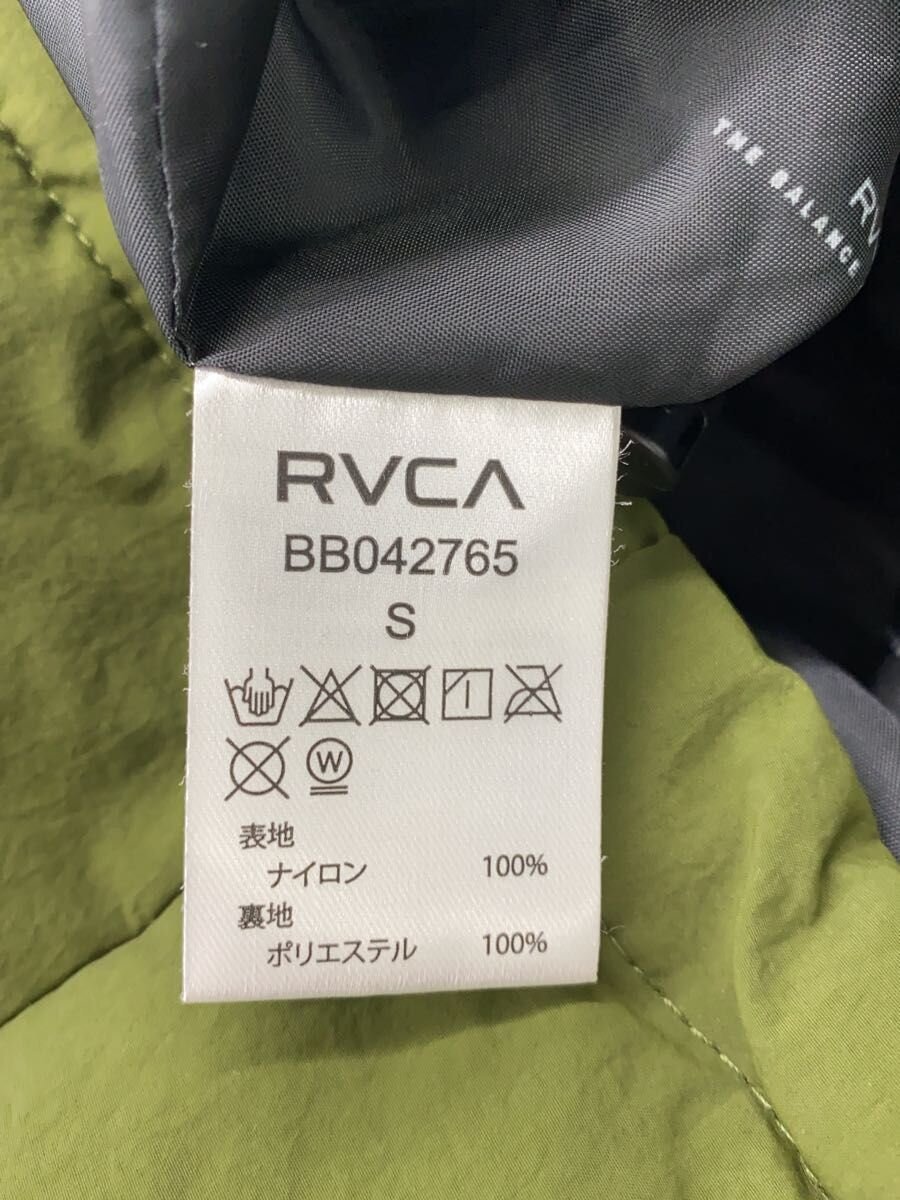 THE BALANCE
RV
RVCA
BB042765
S
W
表地
ナイロン 100%
裏地
ポリエステル 100%